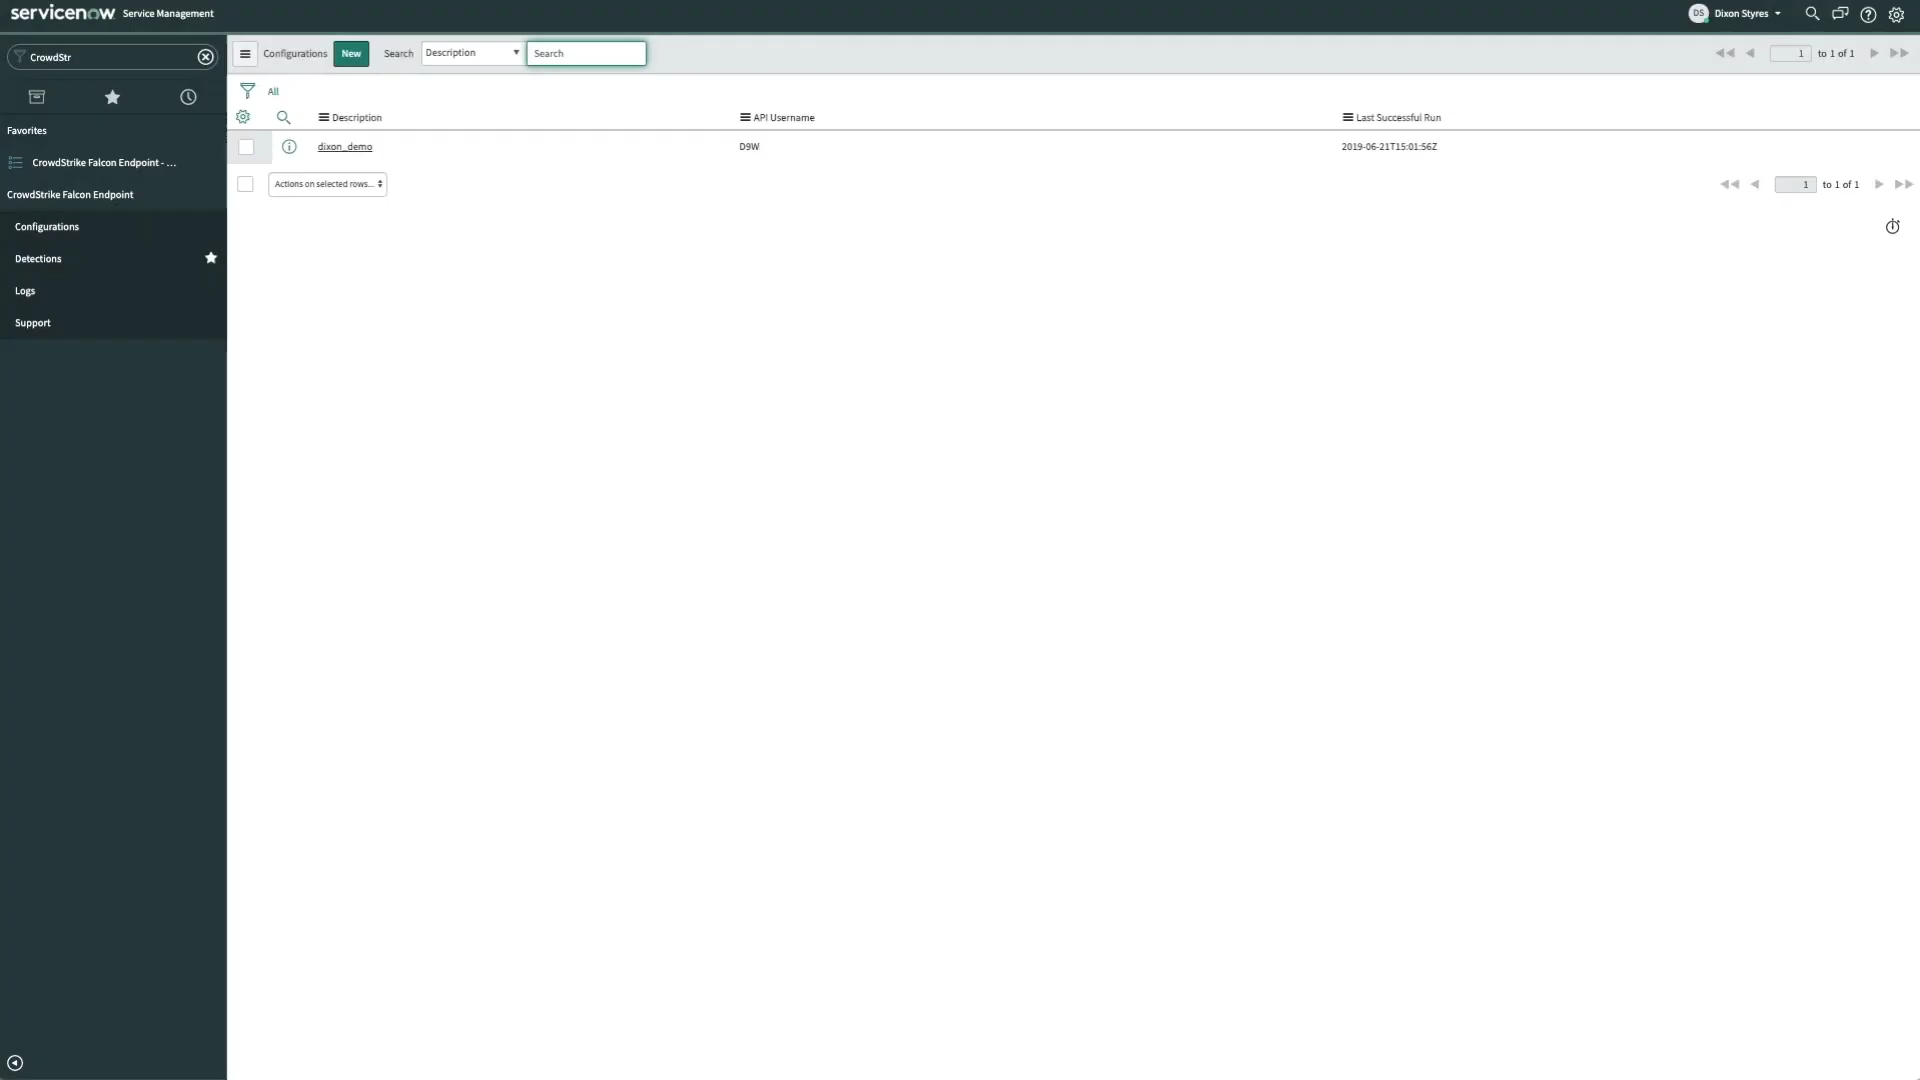 servicenow Service Management
DS Dixon Styres
CrowdStr
Configurations New Search Description Search
1 to 1 of 1
All
Favorites
CrowdStrike Falcon Endpoint - ...
CrowdStrike Falcon Endpoint
Configurations
Detections
Logs
Support
Description API Username Last Successful Run
dixon_demo D9W 2019-06-21T15:01:56Z
Actions on selected rows...
1 to 1 of 1